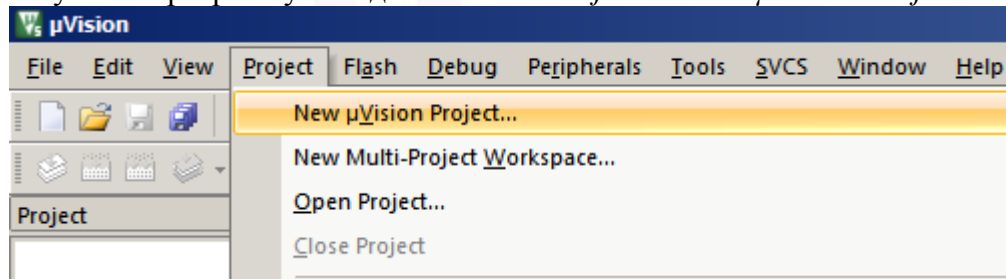 µVision
File Edit View Project Flash Debug Peripherals Tools SVCS Window Help
New µVision Project...
New Multi-Project Workspace...
Open Project...
Close Project
Project